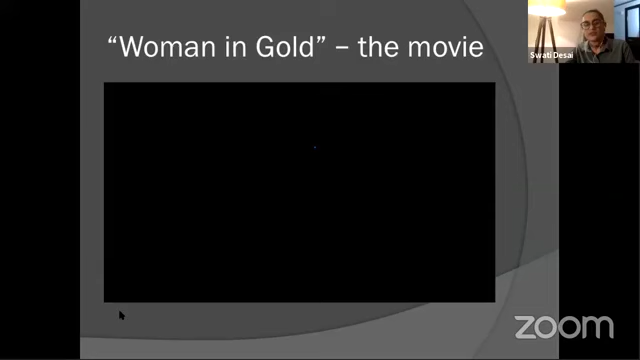 “Woman in Gold” – the movie
Swati Desai
zoom